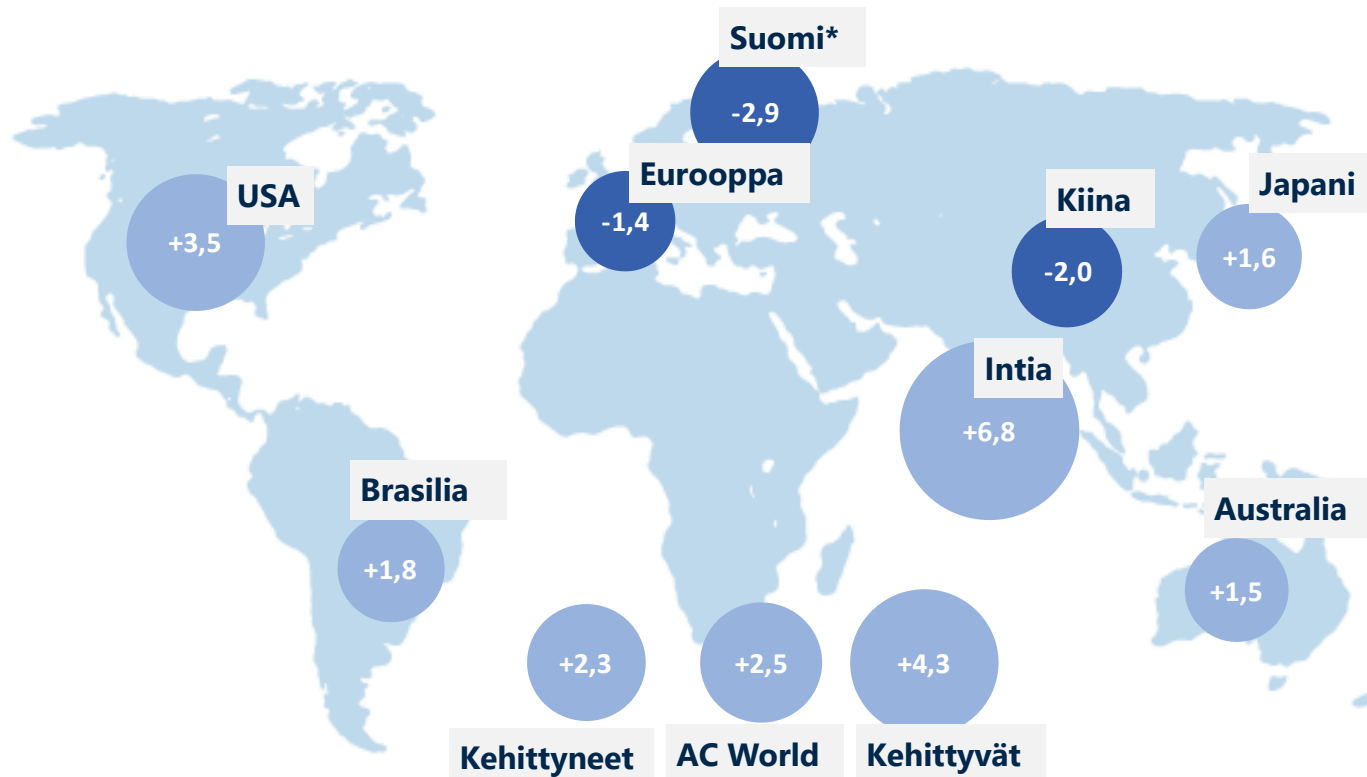 Suomi*
-2,9
Eurooppa
-1,4
USA
+3,5
Kiina
-2,0
Japani
+1,6
Intia
+6,8
Brasilia
+1,8
Australia
+1,5
+2,3
Kehittyneet
+2,5
AC World
+4,3
Kehittyvät